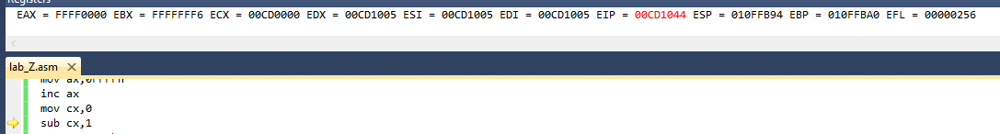 Registers
EAX = FFFF0000 EBX = FFFFFFF6 ECX = 00CD0000 EDX = 00CD1005 ESI = 00CD1005 EDI = 00CD1005 EIP = 00CD1044 ESP = 010FFB94 EBP = 010FFBA0 EFL = 00000256
lab_Z.asm
mov ax,0ffffh
inc ax
mov cx,0
sub cx,1